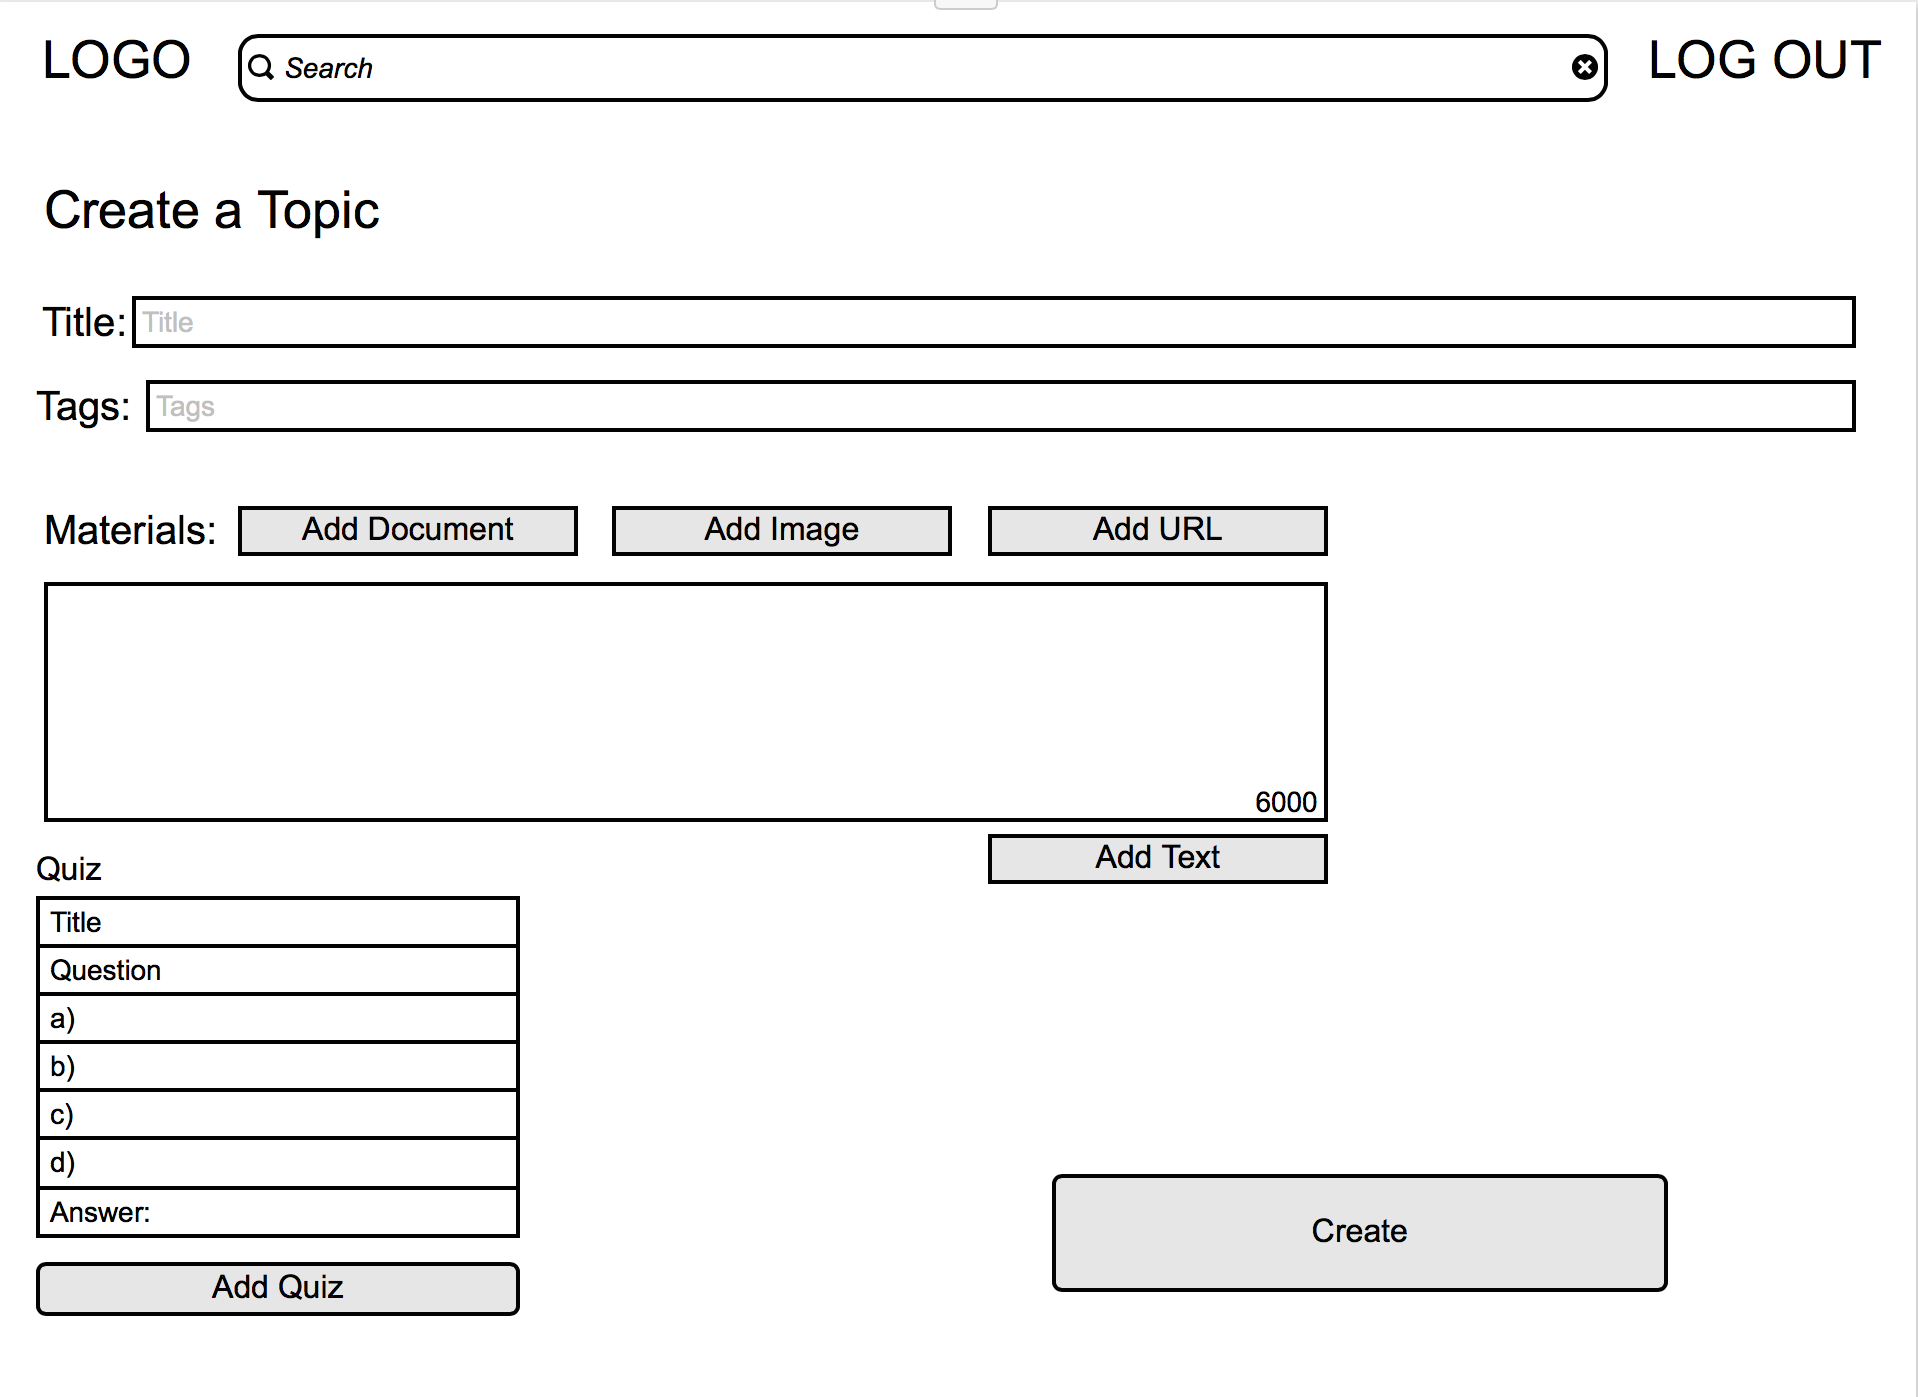 LOGO
Search
LOG OUT
Create a Topic
Title: Title
Tags: Tags
Materials: Add Document Add Image Add URL
6000
Add Text
Quiz
Title
Question
a)
b)
c)
d)
Answer:
Add Quiz
Create